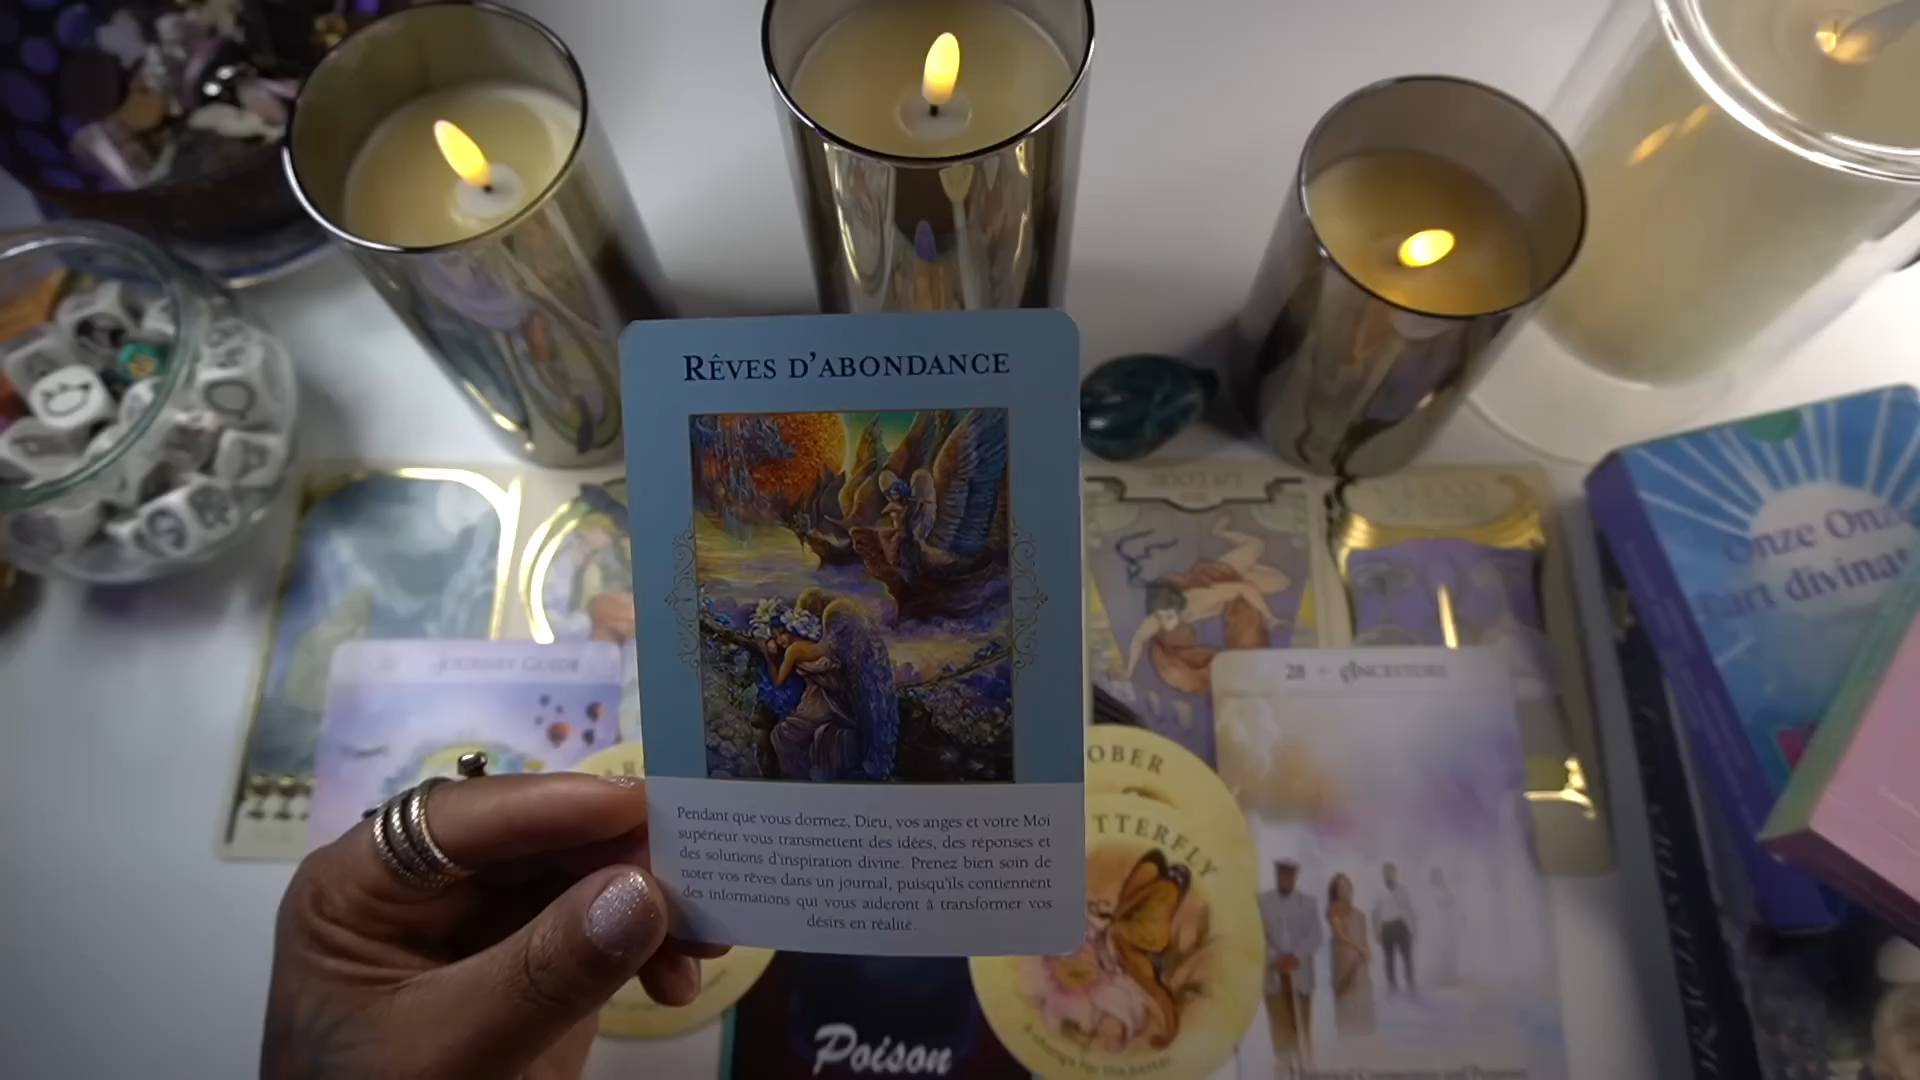 RÊVES D'ABONDANCE
Onze Onze
art divina
JOURNEY GUIDE
28 + ANCESTORS
OBER
TTERFLY
Pendant que vous dormez, Dieu, vos anges et votre Moi
supérieur vous transmettent des idées, des réponses et
des solutions d'inspiration divine. Prenez bien soin de
noter vos rêves dans un journal, puisqu'ils contiennent
des informations qui vous aideront à transformer vos
désirs en réalité.
Poison